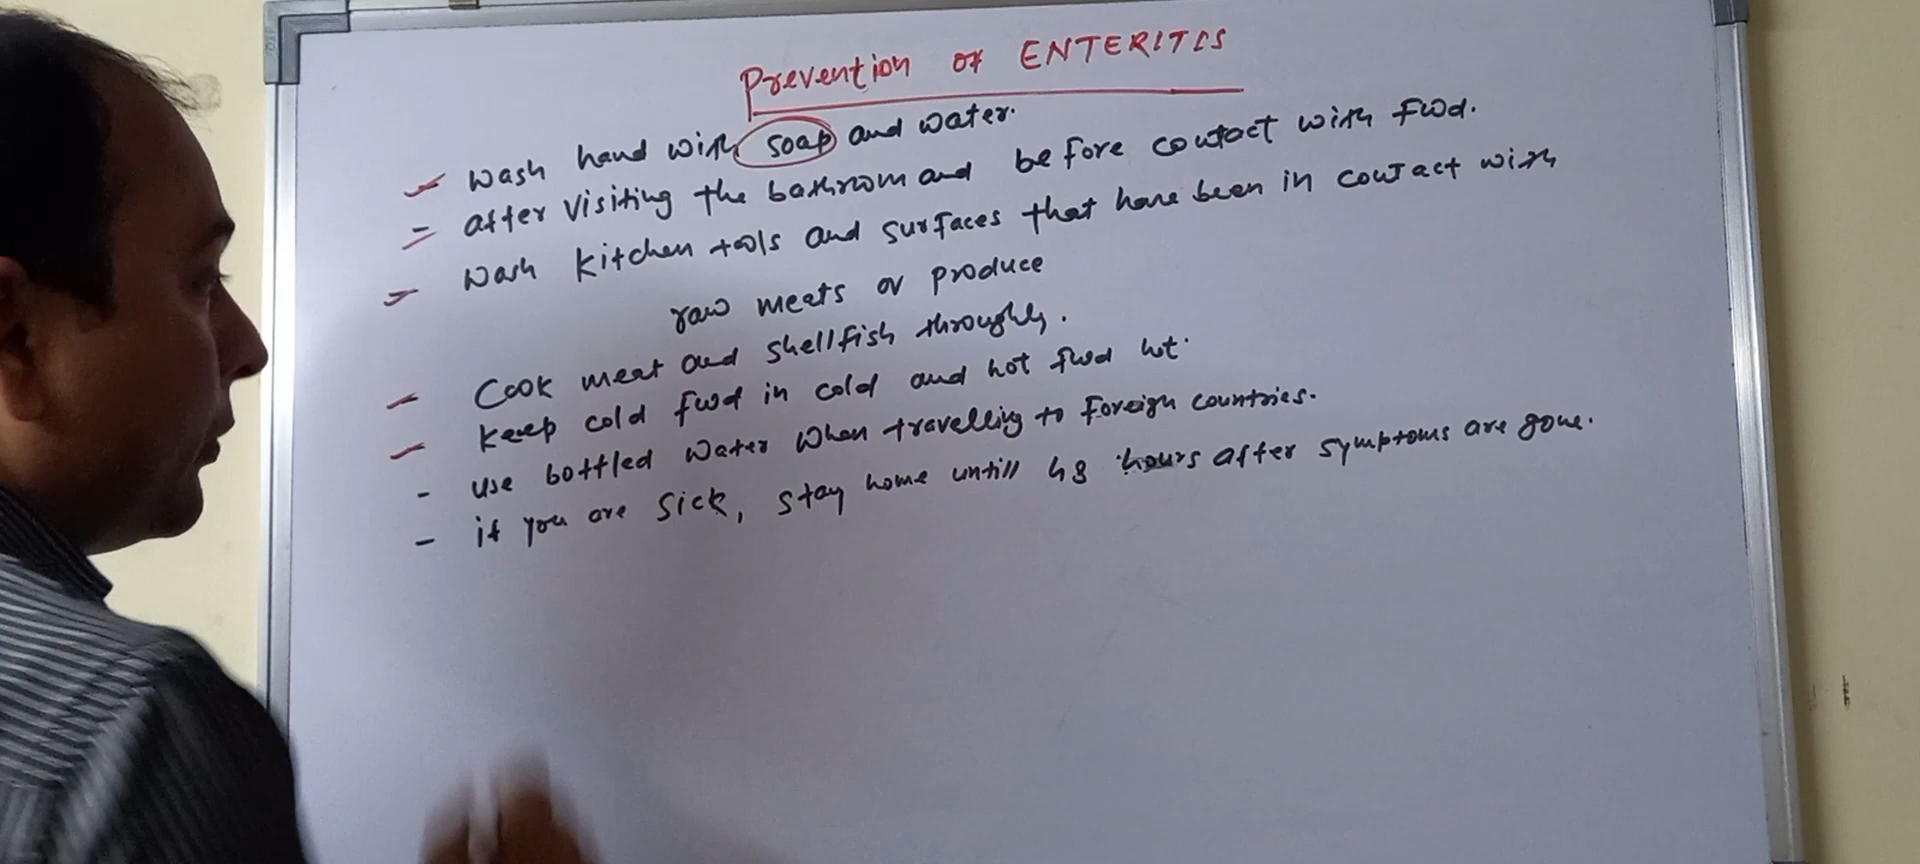 Prevention of ENTERITIS
- Wash hand with soap and water.
- after visiting the bathroom and before contact with food.
- Wash kitchen tools and surfaces that have been in contact with
raw meats or produce
- Cook meat and shellfish throughly.
- Keep cold food in cold and hot food hot.
- Use bottled water when travelling to foreign countries.
- if you are sick, stay home untill 48 hours after symptoms are gone.